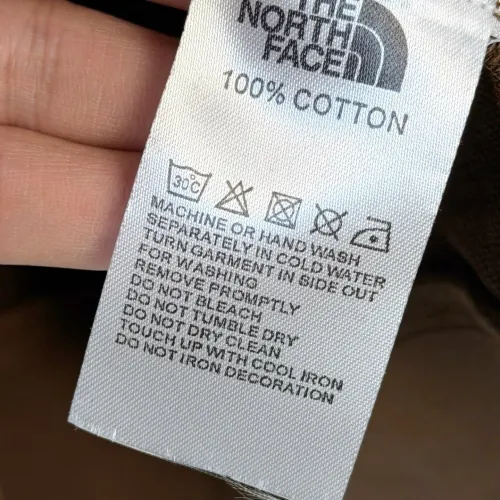 THE
NORTH
FACE
100% COTTON
30°C
MACHINE OR HAND WASH
SEPARATELY IN COLD WATER
TURN GARMENT IN SIDE OUT
FOR WASHING
REMOVE PROMPTLY
DO NOT BLEACH
DO NOT TUMBLE DRY
DO NOT DRY CLEAN
TOUCH UP WITH COOL IRON
DO NOT IRON DECORATION